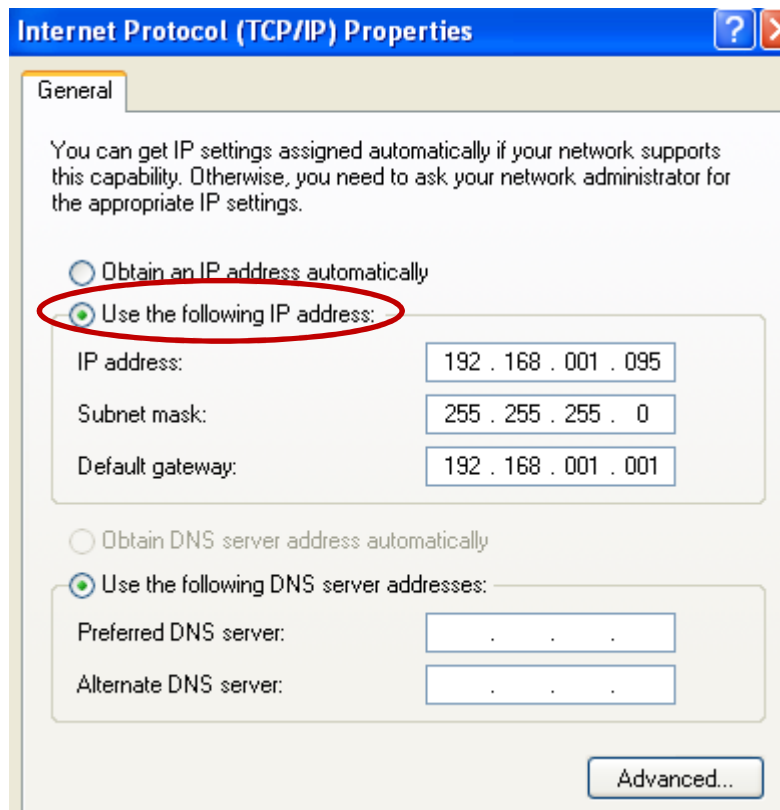 Internet Protocol (TCP/IP) Properties
General
You can get IP settings assigned automatically if your network supports
this capability. Otherwise, you need to ask your network administrator for
the appropriate IP settings.
Obtain an IP address automatically
Use the following IP address:
IP address: 192 . 168 . 001 . 095
Subnet mask: 255 . 255 . 255 . 0
Default gateway: 192 . 168 . 001 . 001
Obtain DNS server address automatically
Use the following DNS server addresses:
Preferred DNS server: . . .
Alternate DNS server: . . .
Advanced...